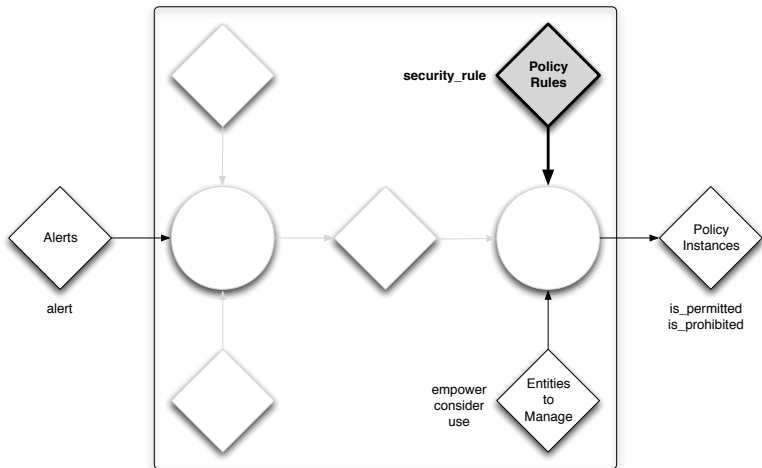 security_rule
Policy
Rules
Alerts
alert
Policy
Instances
is_permitted
is_prohibited
empower
consider
use
Entities
to
Manage